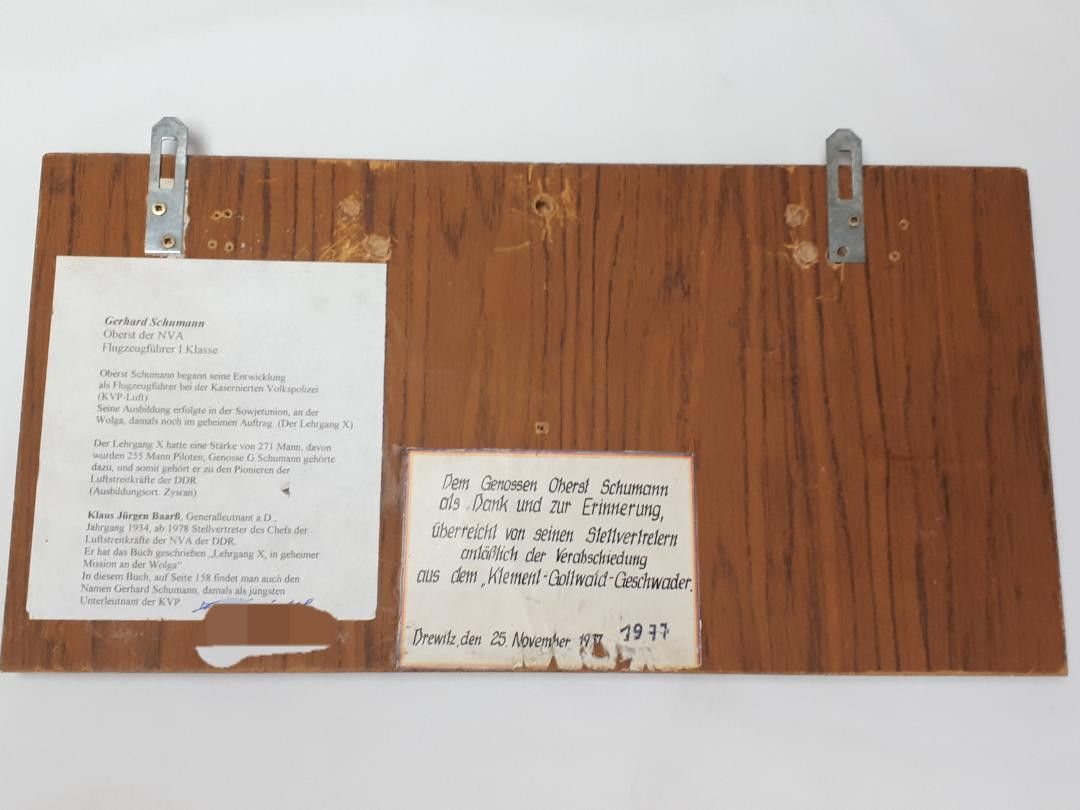 Gerhard Schumann
Oberst der NVA
Flugzeugführer I.Klasse
Oberst Schumann begann seine Entwicklung
als Flugzeugführer bei der Kasernierten Volkspolizei
(KVP-Luft)
Seine Ausbildung erfolgte in der Sowjetunion, an der
Wolga, damals noch im geheimen Auftrag. (Der Lehrgang X)
Der Lehrgang X hatte eine Stärke von 271 Mann, davon
wurden 255 Mann Piloten, Genosse G Schumann gehörte
dazu, und somit gehört er zu den Pionieren der
Luftstreitkräfte der DDR.
(Ausbildungsort. Zysran)
Klaus Jürgen Baarß, Generalleutnant a D.,
Jahrgang 1934, ab 1978 Stellvertreter des Chefs der
Luftstreitkräfte der NVA der DDR.
Er hat das Buch geschrieben „Lehrgang X, in geheimer
Mission an der Wolga"
In diesem Buch, auf Seite 158 findet man auch den
Namen Gerhard Schumann, damals als jüngsten
Unterleutnant der KVP
Dem Genossen Oberst Schumann
als Dank und zur Erinnerung,
überreicht von seinen Stellvertretern
anläßlich der Verabschiedung
aus dem „Klement-Gottwald-Geschwader.
Drewitz, den 25. November 1977 1977